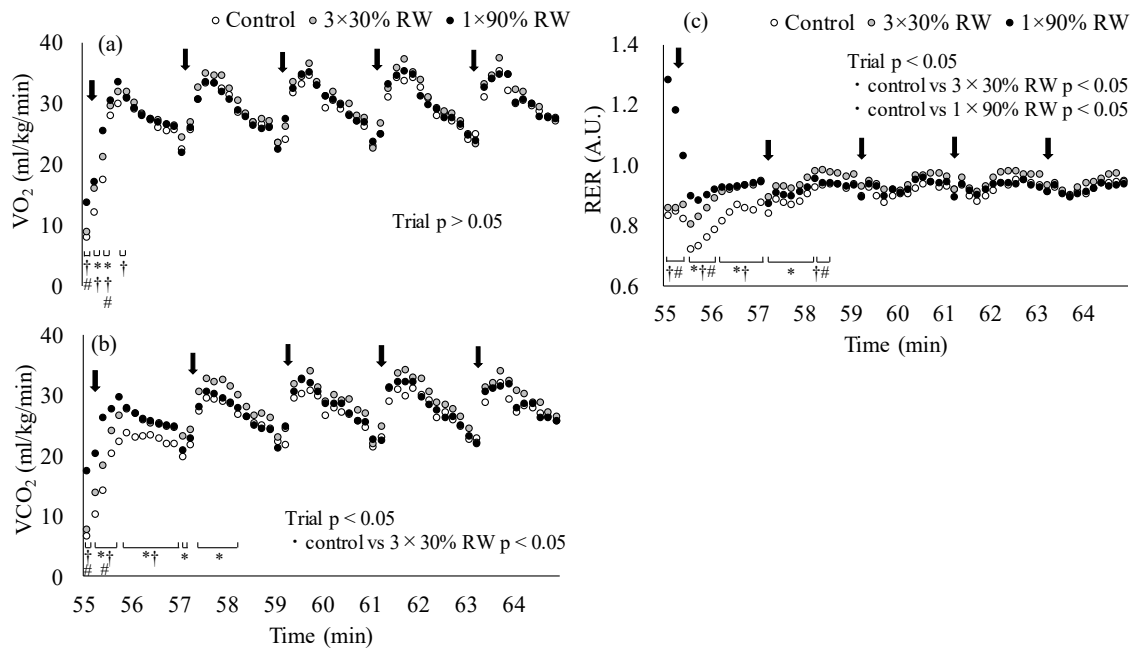 Control 3×30% RW 1×90% RW
(a)
40
30
20
10
0
VO2 (ml/kg/min)
Trial p > 0.05
† * * †
# † †
#
(b)
40
30
20
10
0
VCO2 (ml/kg/min)
Trial p < 0.05
・ control vs 3 × 30% RW p < 0.05
† *† *† * *
# #
55 56 57 58 59 60 61 62 63 64
Time (min)
Control 3×30% RW 1×90% RW
(c)
1.4
1.2
1.0
0.8
0.6
RER (A.U.)
Trial p < 0.05
・ control vs 3 × 30% RW p < 0.05
・ control vs 1 × 90% RW p < 0.05
†# *†# *† * †#
55 56 57 58 59 60 61 62 63 64
Time (min)